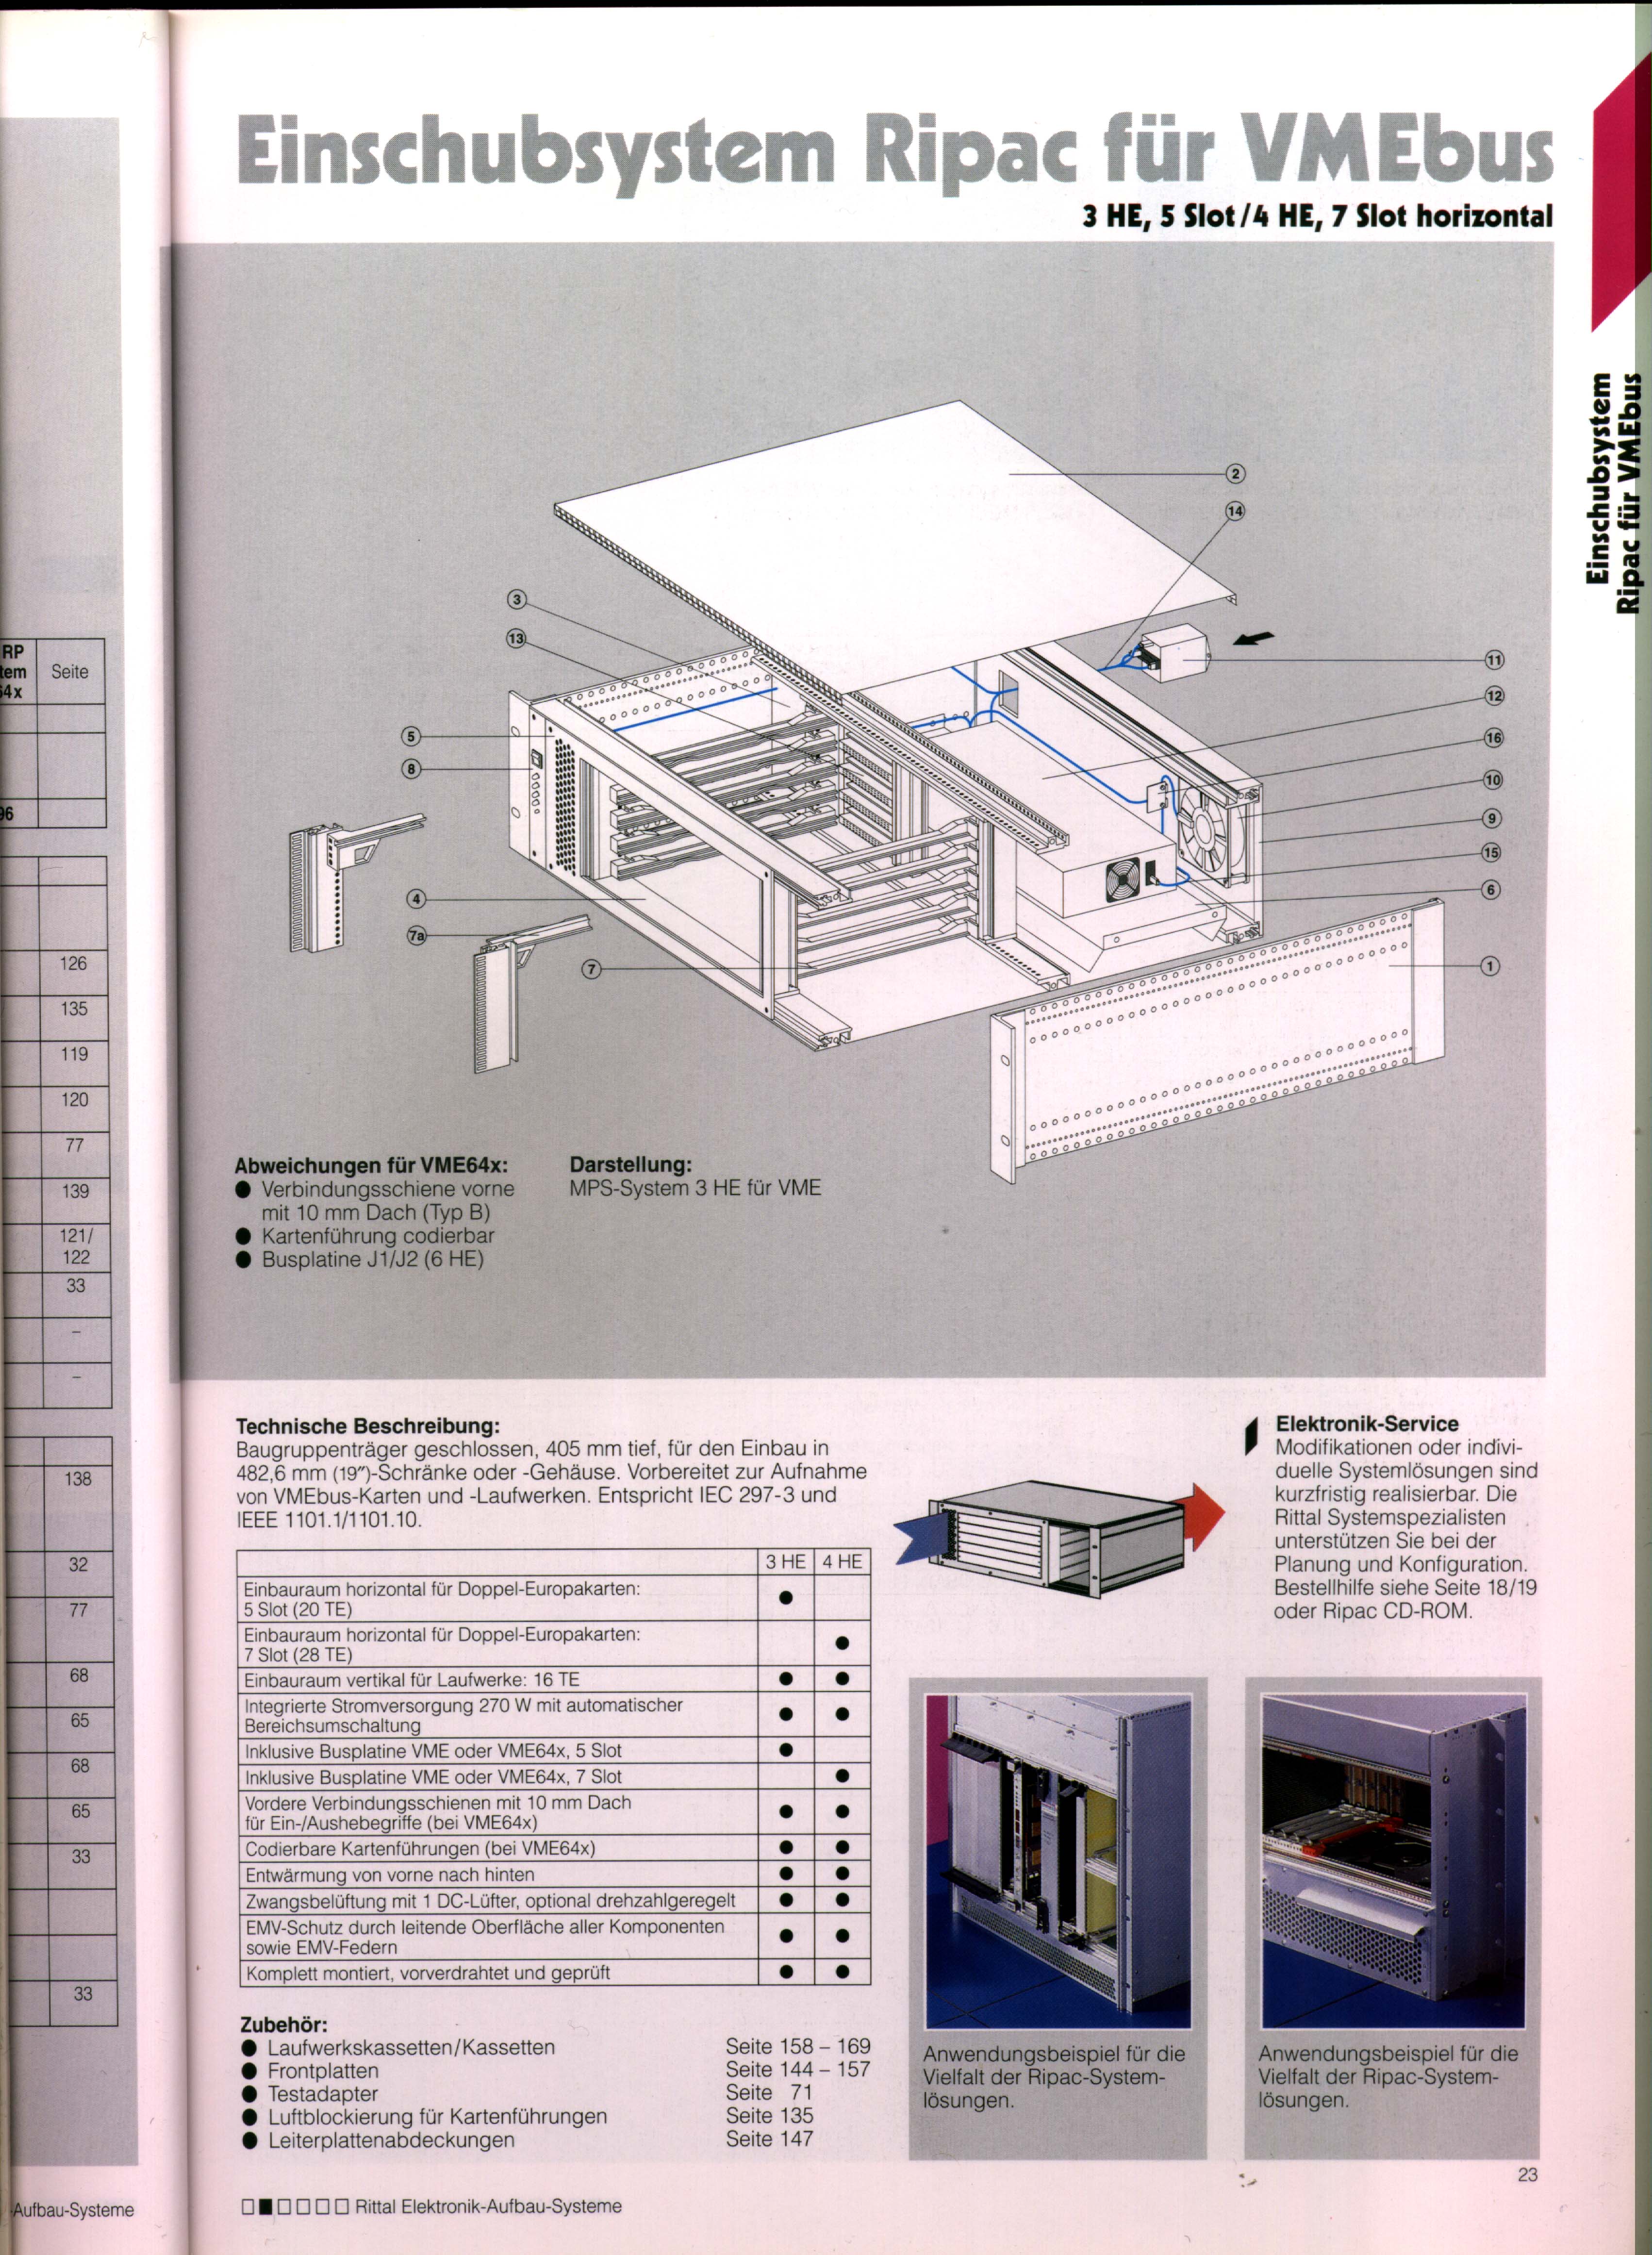 RP
tem
64x
Seite
96
126
135
119
120
77
139
121/
122
33
–
–
138
32
77
68
65
68
65
33
33
Aufbau-Systeme
Einschubsystem Ripac für VMEbus
3 HE, 5 Slot/4 HE, 7 Slot horizontal
Einschubsystem
Ripac für VMEbus
2
14
3
13
11
12
5
16
8
10
9
15
4
6
7a
7
1
Abweichungen für VME64x:
● Verbindungsschiene vorne
mit 10 mm Dach (Typ B)
● Kartenführung codierbar
● Busplatine J1/J2 (6 HE)
Darstellung:
MPS-System 3 HE für VME
Technische Beschreibung:
Baugruppenträger geschlossen, 405 mm tief, für den Einbau in
482,6 mm (19″)-Schränke oder -Gehäuse. Vorbereitet zur Aufnahme
von VMEbus-Karten und -Laufwerken. Entspricht IEC 297-3 und
IEEE 1101.1/1101.10.
3 HE 4 HE
Einbauraum horizontal für Doppel-Europakarten:
5 Slot (20 TE) ●
Einbauraum horizontal für Doppel-Europakarten:
7 Slot (28 TE) ●
Einbauraum vertikal für Laufwerke: 16 TE ● ●
Integrierte Stromversorgung 270 W mit automatischer
Bereichsumschaltung ● ●
Inklusive Busplatine VME oder VME64x, 5 Slot ●
Inklusive Busplatine VME oder VME64x, 7 Slot ●
Vordere Verbindungsschienen mit 10 mm Dach
für Ein-/Aushebegriffe (bei VME64x) ● ●
Codierbare Kartenführungen (bei VME64x) ● ●
Entwärmung von vorne nach hinten ● ●
Zwangsbelüftung mit 1 DC-Lüfter, optional drehzahlgeregelt ● ●
EMV-Schutz durch leitende Oberfläche aller Komponenten
sowie EMV-Federn ● ●
Komplett montiert, vorverdrahtet und geprüft ● ●
Zubehör:
● Laufwerkskassetten/Kassetten Seite 158 – 169
● Frontplatten Seite 144 – 157
● Testadapter Seite 71
● Luftblockierung für Kartenführungen Seite 135
● Leiterplattenabdeckungen Seite 147
Elektronik-Service
Modifikationen oder indivi-
duelle Systemlösungen sind
kurzfristig realisierbar. Die
Rittal Systemspezialisten
unterstützen Sie bei der
Planung und Konfiguration.
Bestellhilfe siehe Seite 18/19
oder Ripac CD-ROM.
Anwendungsbeispiel für die
Vielfalt der Ripac-System-
lösungen.
Anwendungsbeispiel für die
Vielfalt der Ripac-System-
lösungen.
23
Rittal Elektronik-Aufbau-Systeme